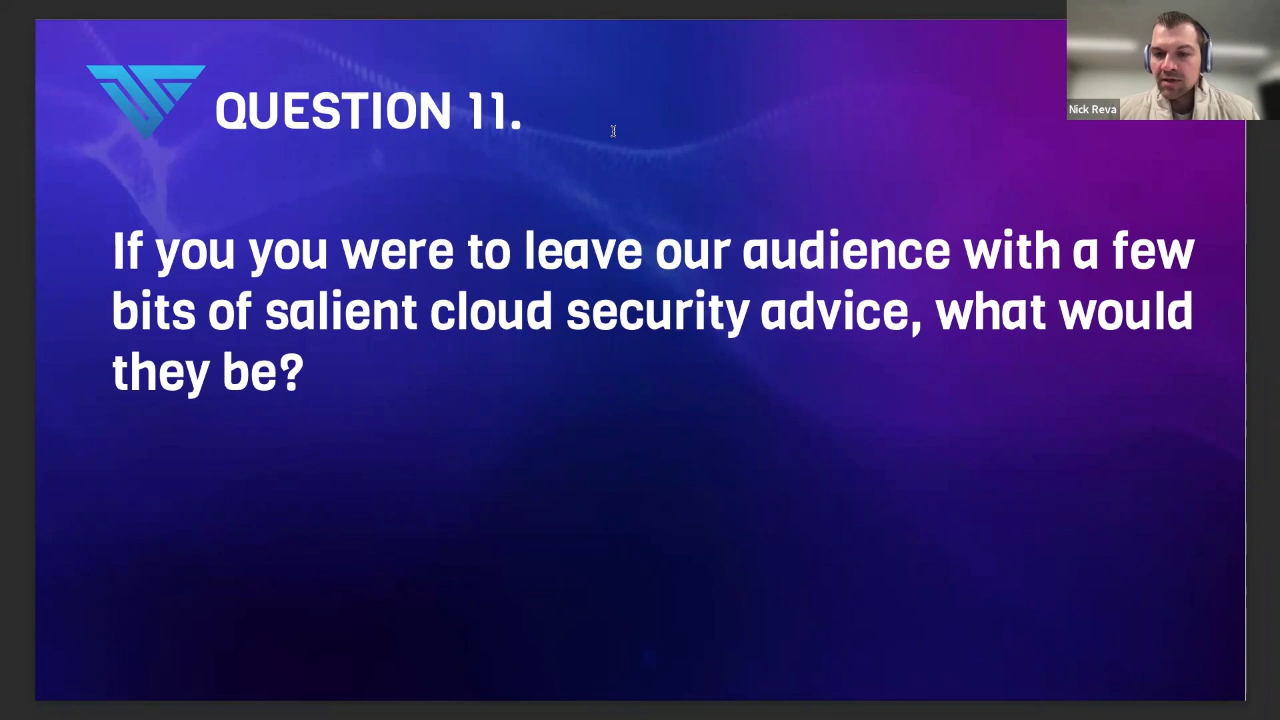 QUESTION 11.
If you you were to leave our audience with a few
bits of salient cloud security advice, what would
they be?
Nick Reva